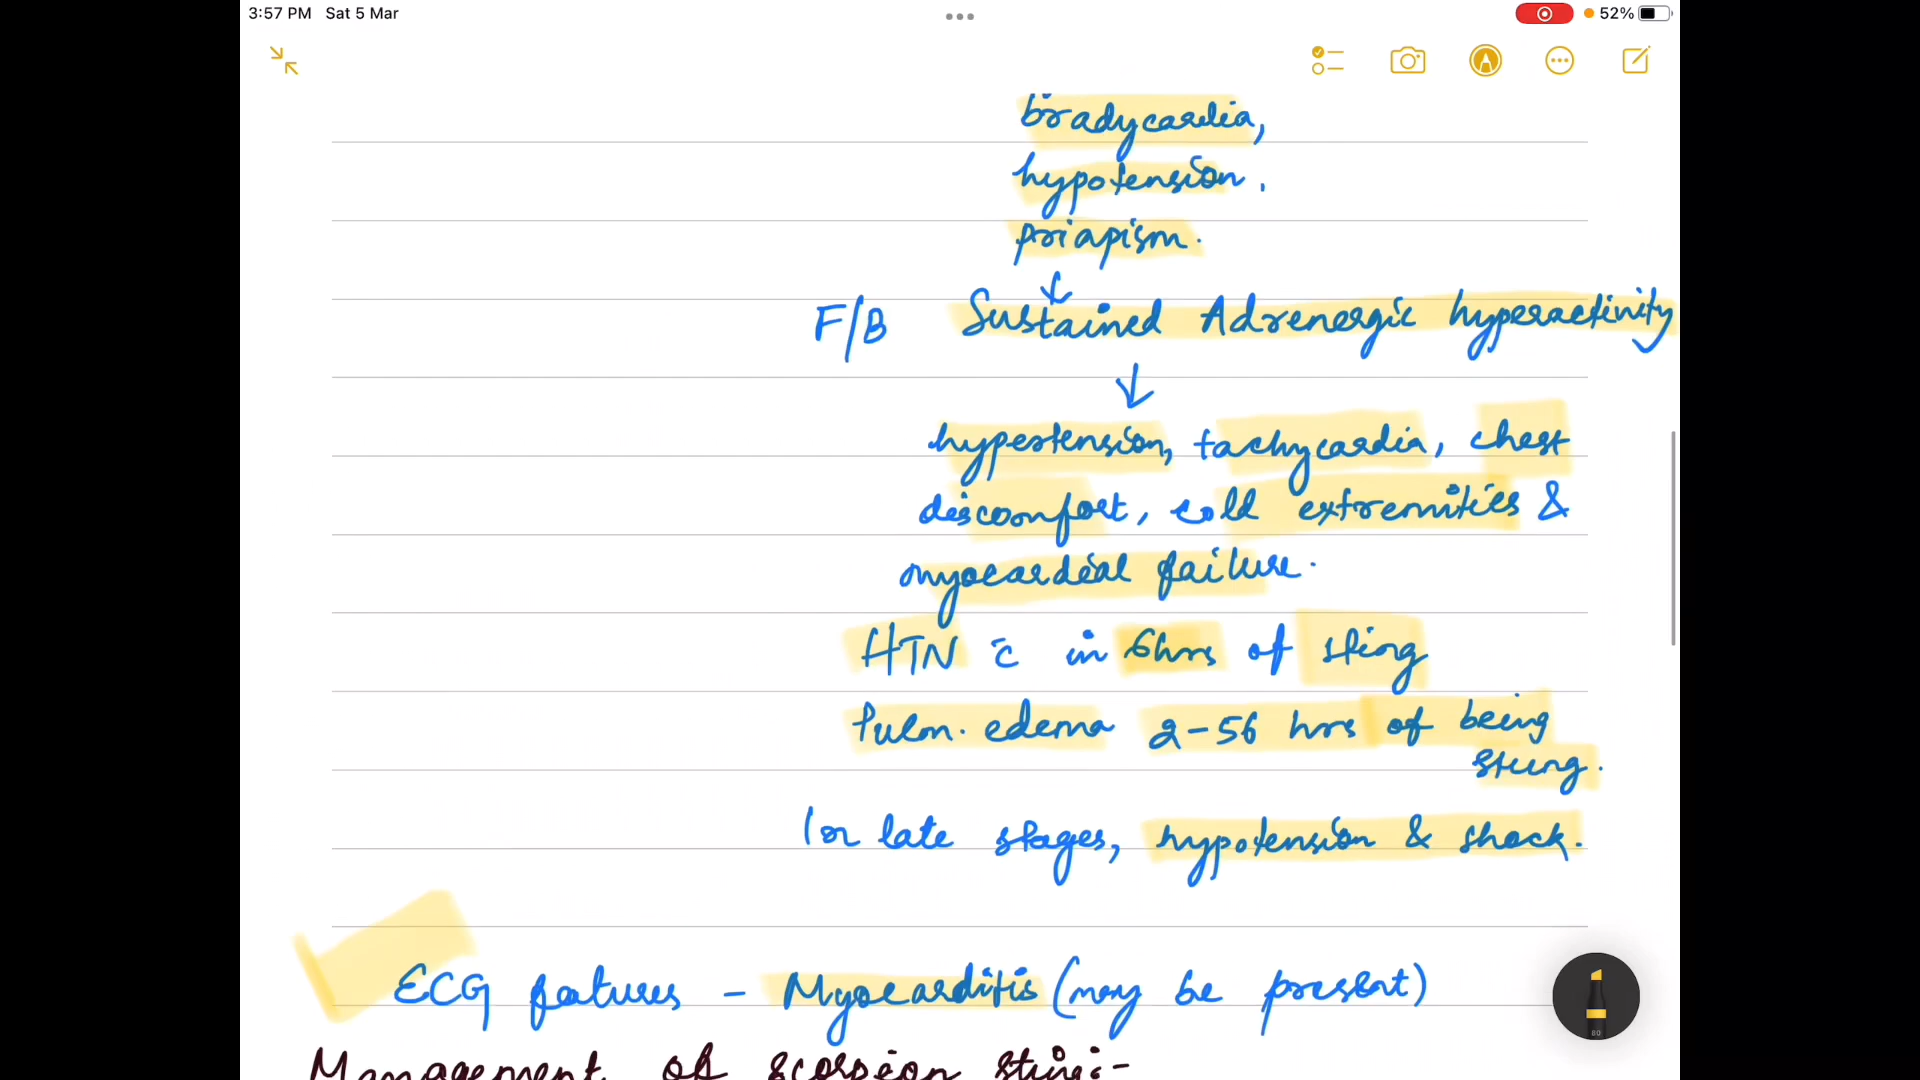 3:57 PM Sat 5 Mar
52%
bradycardia,
hypotension,
priapism.
↓
F/B Sustained Adrenergic hyperactivity
↓
hypertension, tachycardia, chest
discomfort, cold extremities &
myocardial failure.
HTN c̄ in 6hrs of sting
Pulm. edema 2-56 hrs of being
stung.
In late stages, hypotension & shock.
ECG features - Myocarditis (may be present)
Management of scorpion sting:-
80